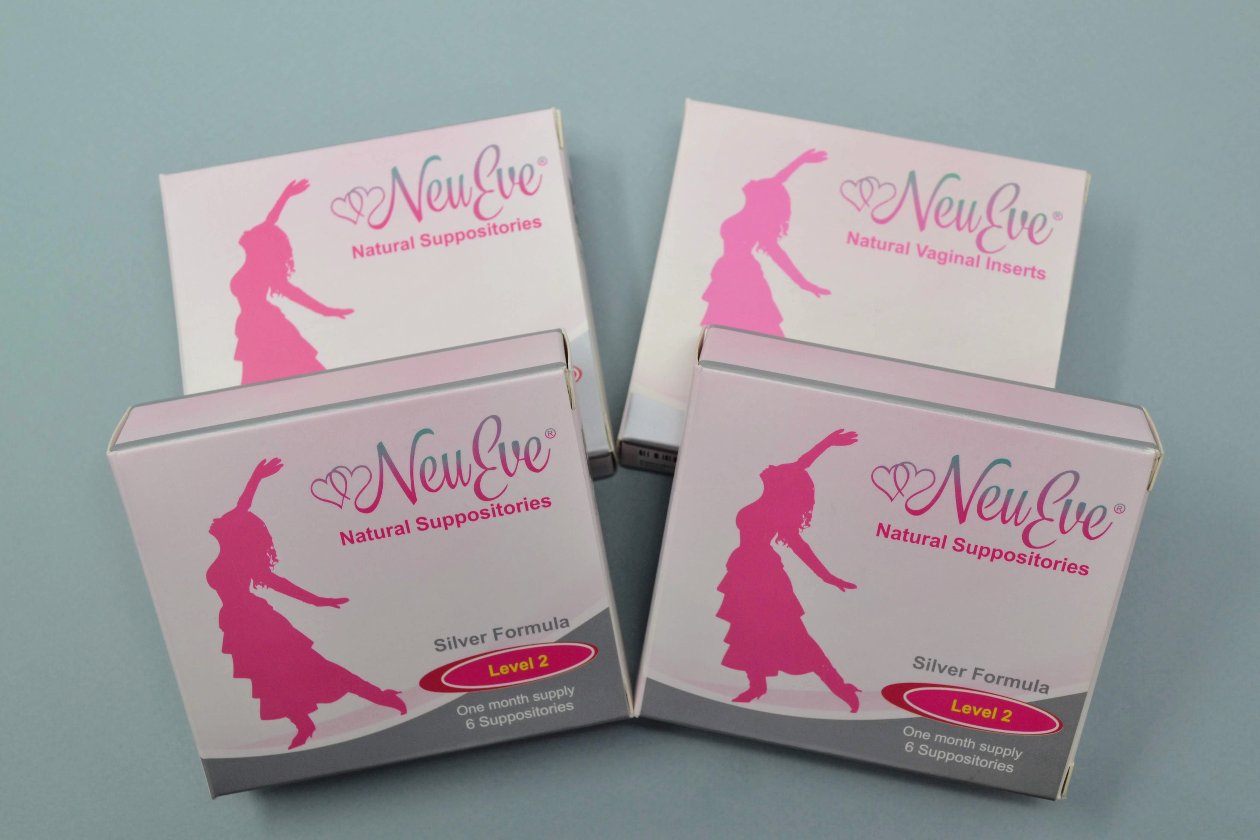 NeuEve®
Natural Suppositories
NeuEve®
Natural Vaginal Inserts
NeuEve®
Natural Suppositories
Silver Formula
Level 2
One month supply
6 Suppositories
NeuEve®
Natural Suppositories
Silver Formula
Level 2
One month supply
6 Suppositories